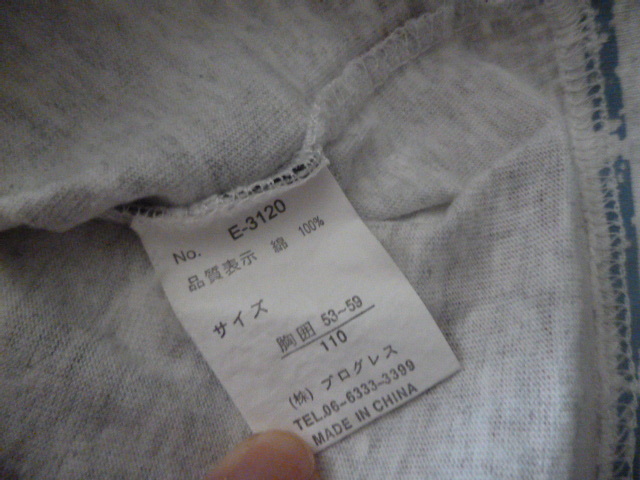 No. E-3120
品質表示 綿 100%
サイズ
胸囲 53~59
110
(株) プログレス
TEL.06-6333-3399
MADE IN CHINA